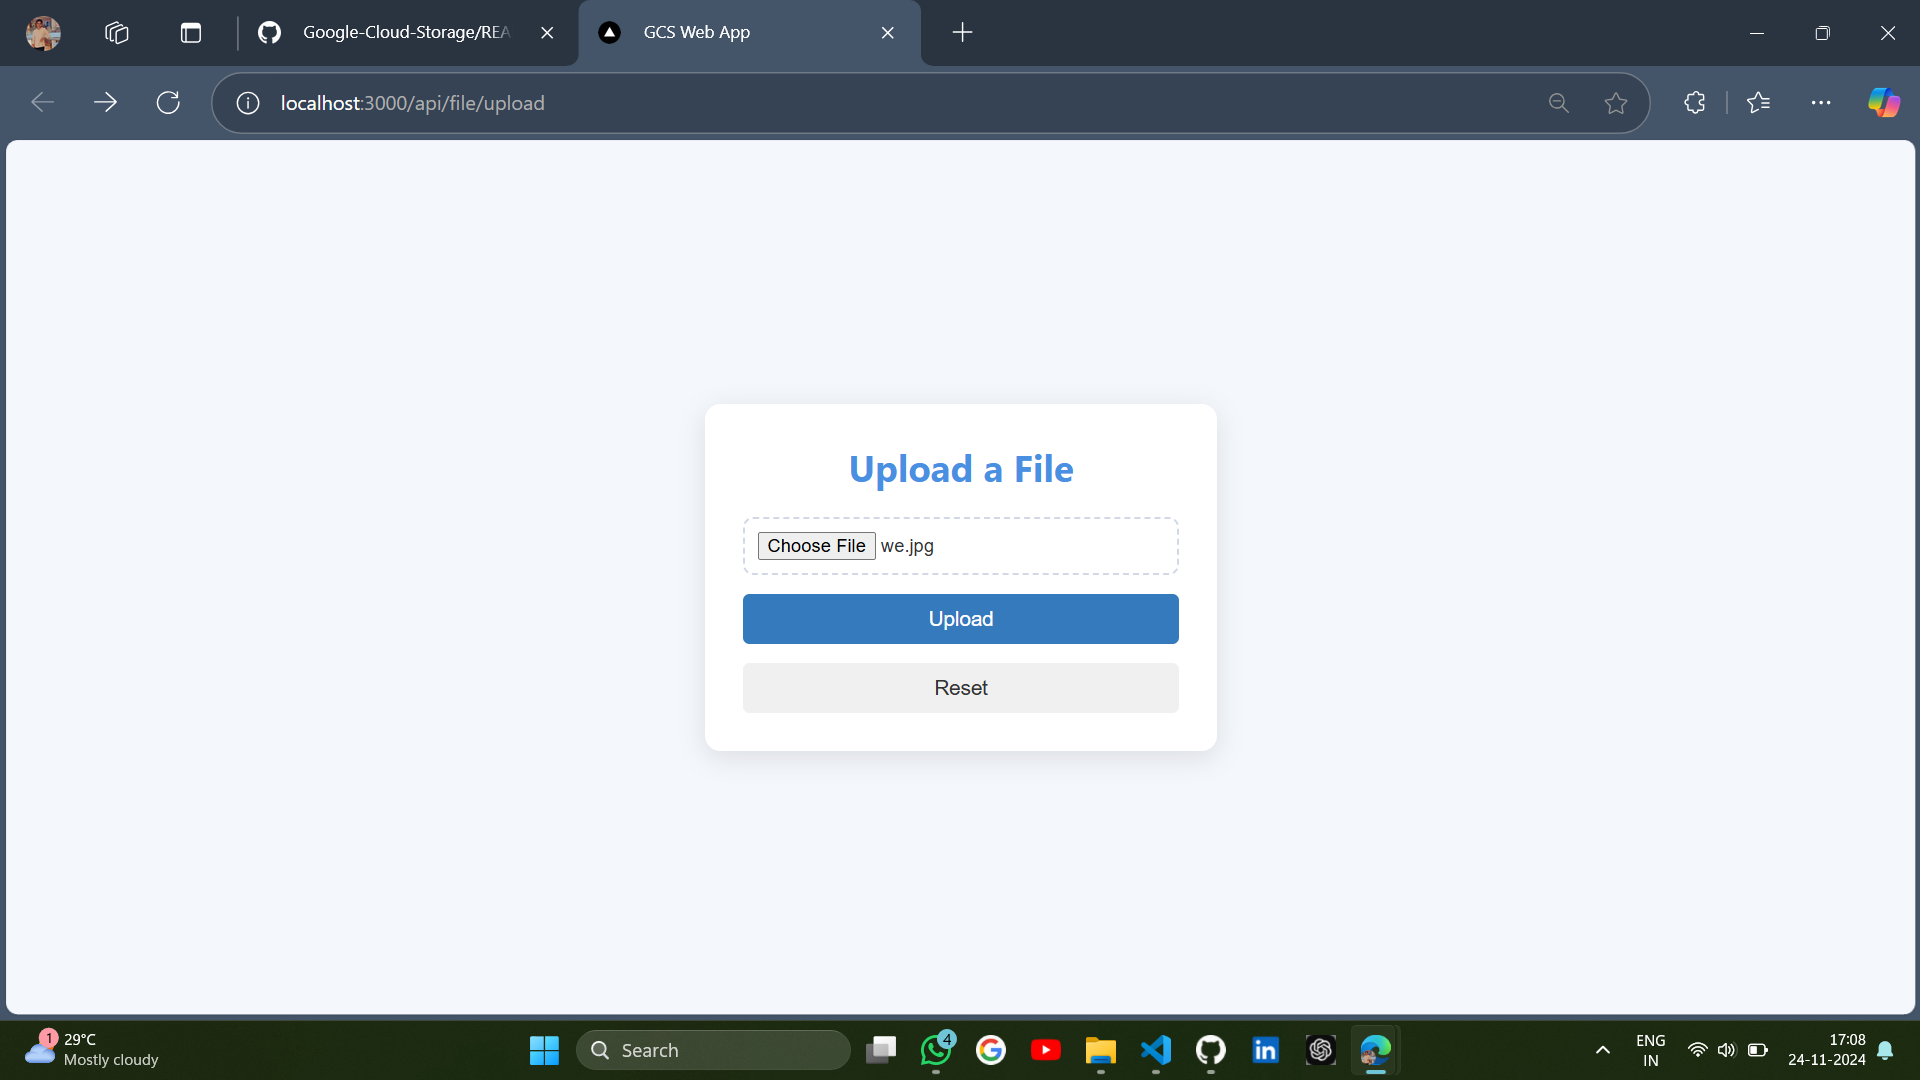 Google-Cloud-Storage/REA
GCS Web App
localhost:3000/api/file/upload
Upload a File
Choose File we.jpg
Upload
Reset
1
29°C
Mostly cloudy
Search
4
in
ENG
IN
17:08
24-11-2024